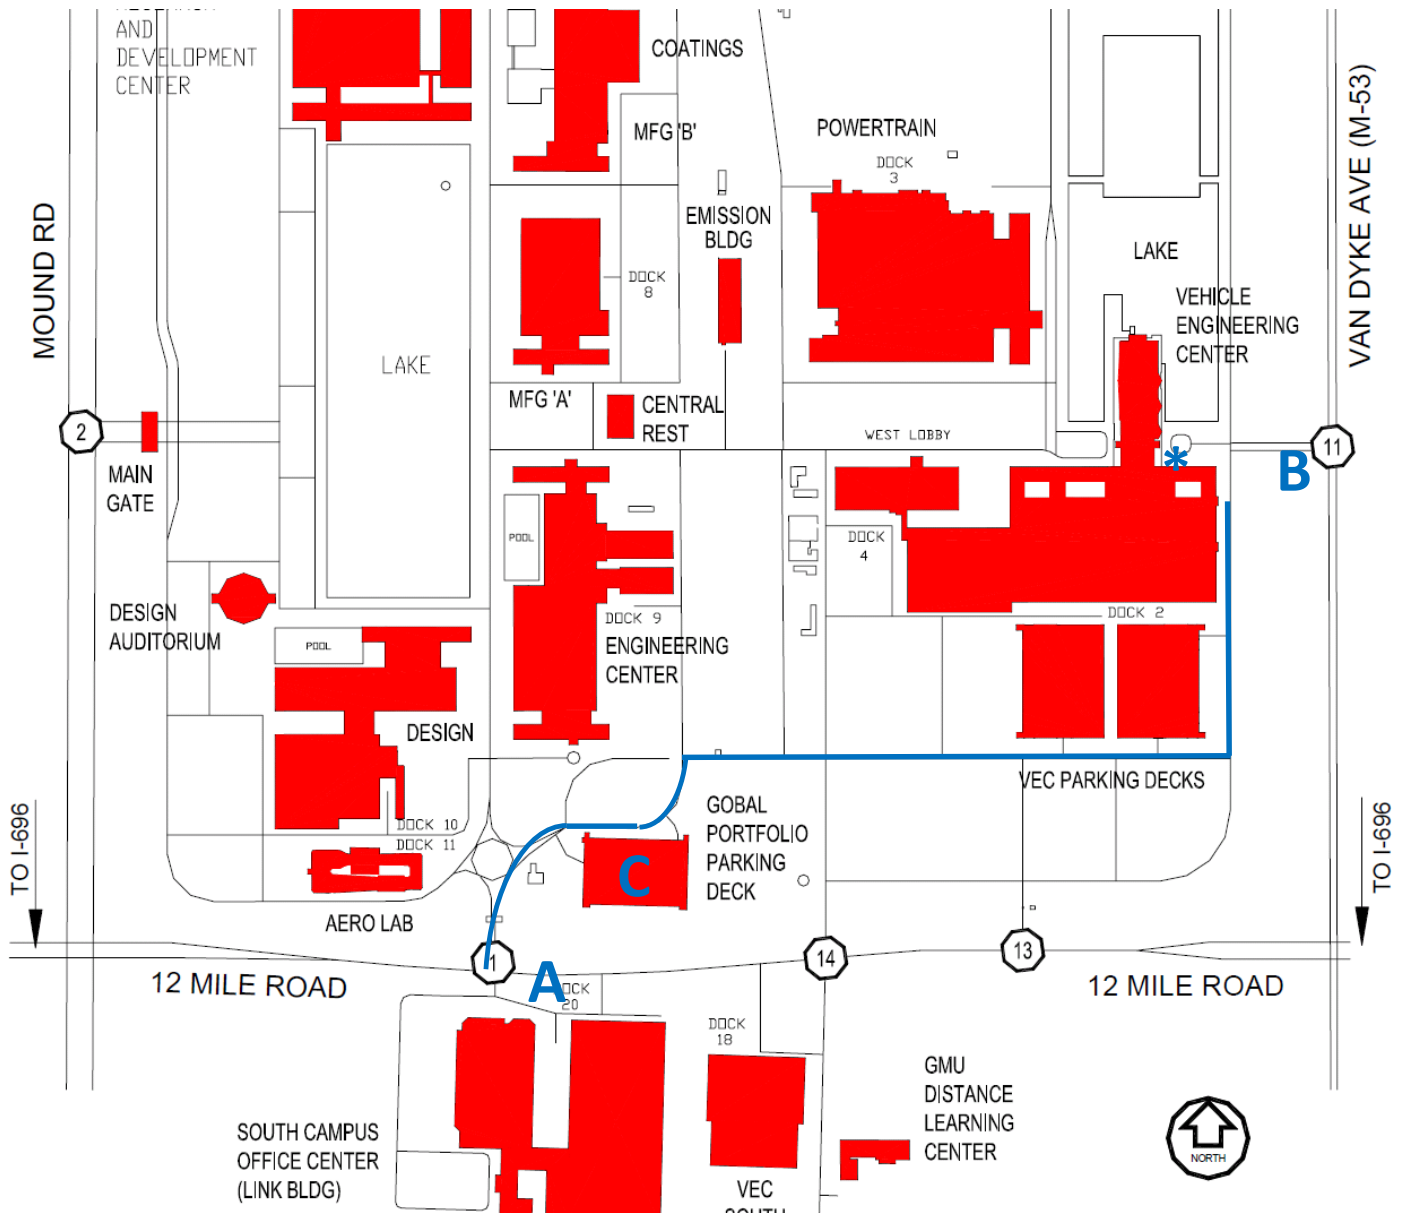 AND
DEVELOPMENT
CENTER
COATINGS
MFG 'B'
POWERTRAIN
DOCK
3
VAN DYKE AVE (M-53)
MOUND RD
EMISSION
BLDG
DOCK
8
LAKE
VEHICLE
ENGINEERING
CENTER
LAKE
MFG 'A'
CENTRAL
REST
WEST LOBBY
2
11
MAIN
GATE
*
B
POOL
DOCK
4
DESIGN
AUDITORIUM
DOCK 9
DOCK 2
POOL
ENGINEERING
CENTER
DESIGN
VEC PARKING DECKS
GOBAL
PORTFOLIO
PARKING
DECK
DOCK 10
DOCK 11
C
TO I-696
TO I-696
AERO LAB
1
14
13
A
12 MILE ROAD
12 MILE ROAD
OCK
20
DOCK
18
GMU
DISTANCE
LEARNING
CENTER
SOUTH CAMPUS
OFFICE CENTER
(LINK BLDG)
NORTH
VEC